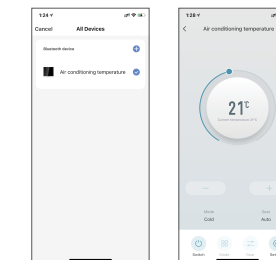 1:24
Cancel
All Devices
Bluetooth device
Air conditioning temperature
1:28
Air conditioning temperature
21℃
Mode
Cold
Auto
Switch